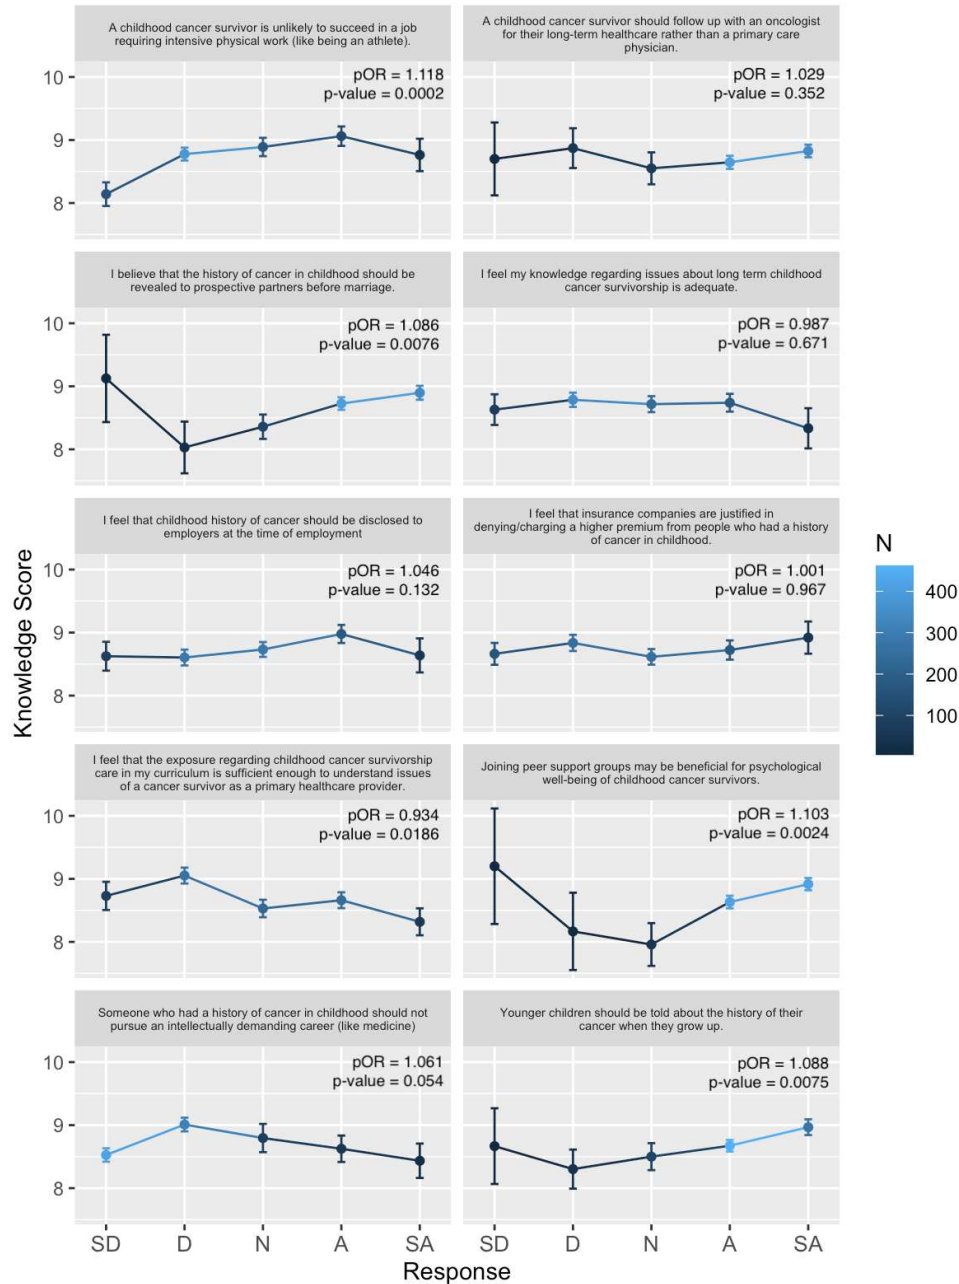 A childhood cancer survivor is unlikely to succeed in a job
requiring intensive physical work (like being an athlete).
pOR = 1.118
p-value = 0.0002
A childhood cancer survivor should follow up with an oncologist
for their long-term healthcare rather than a primary care
physician.
pOR = 1.029
p-value = 0.352
10
9
8
I believe that the history of cancer in childhood should be
revealed to prospective partners before marriage.
pOR = 1.086
p-value = 0.0076
I feel my knowledge regarding issues about long term childhood
cancer survivorship is adequate.
pOR = 0.987
p-value = 0.671
10
9
8
I feel that childhood history of cancer should be disclosed to
employers at the time of employment
pOR = 1.046
p-value = 0.132
I feel that insurance companies are justified in
denying/charging a higher premium from people who had a history
of cancer in childhood.
pOR = 1.001
p-value = 0.967
10
9
8
I feel that the exposure regarding childhood cancer survivorship
care in my curriculum is sufficient enough to understand issues
of a cancer survivor as a primary healthcare provider.
pOR = 0.934
p-value = 0.0186
Joining peer support groups may be beneficial for psychological
well-being of childhood cancer survivors.
pOR = 1.103
p-value = 0.0024
10
9
8
Someone who had a history of cancer in childhood should not
pursue an intellectually demanding career (like medicine)
pOR = 1.061
p-value = 0.054
Younger children should be told about the history of their
cancer when they grow up.
pOR = 1.088
p-value = 0.0075
10
9
8
SD D N A SA
SD D N A SA
Response
Knowledge Score
N
400
300
200
100